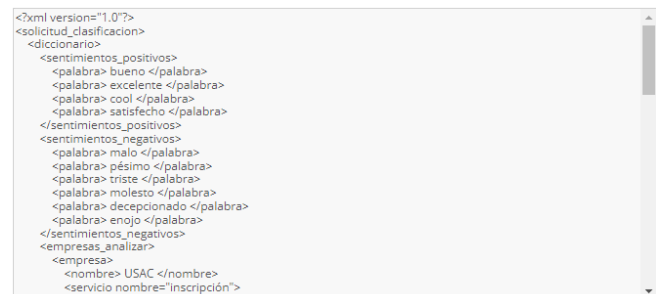 <?xml version="1.0"?>
<solicitud_clasificacion>
<diccionario>
<sentimientos_positivos>
<palabra> bueno </palabra>
<palabra> excelente </palabra>
<palabra> cool </palabra>
<palabra> satisfecho </palabra>
</sentimientos_positivos>
<sentimientos_negativos>
<palabra> malo </palabra>
<palabra> pésimo </palabra>
<palabra> triste </palabra>
<palabra> molesto </palabra>
<palabra> decepcionado </palabra>
<palabra> enojo </palabra>
</sentimientos_negativos>
<empresas_analizar>
<empresa>
<nombre> USAC </nombre>
<servicio nombre="inscripción">